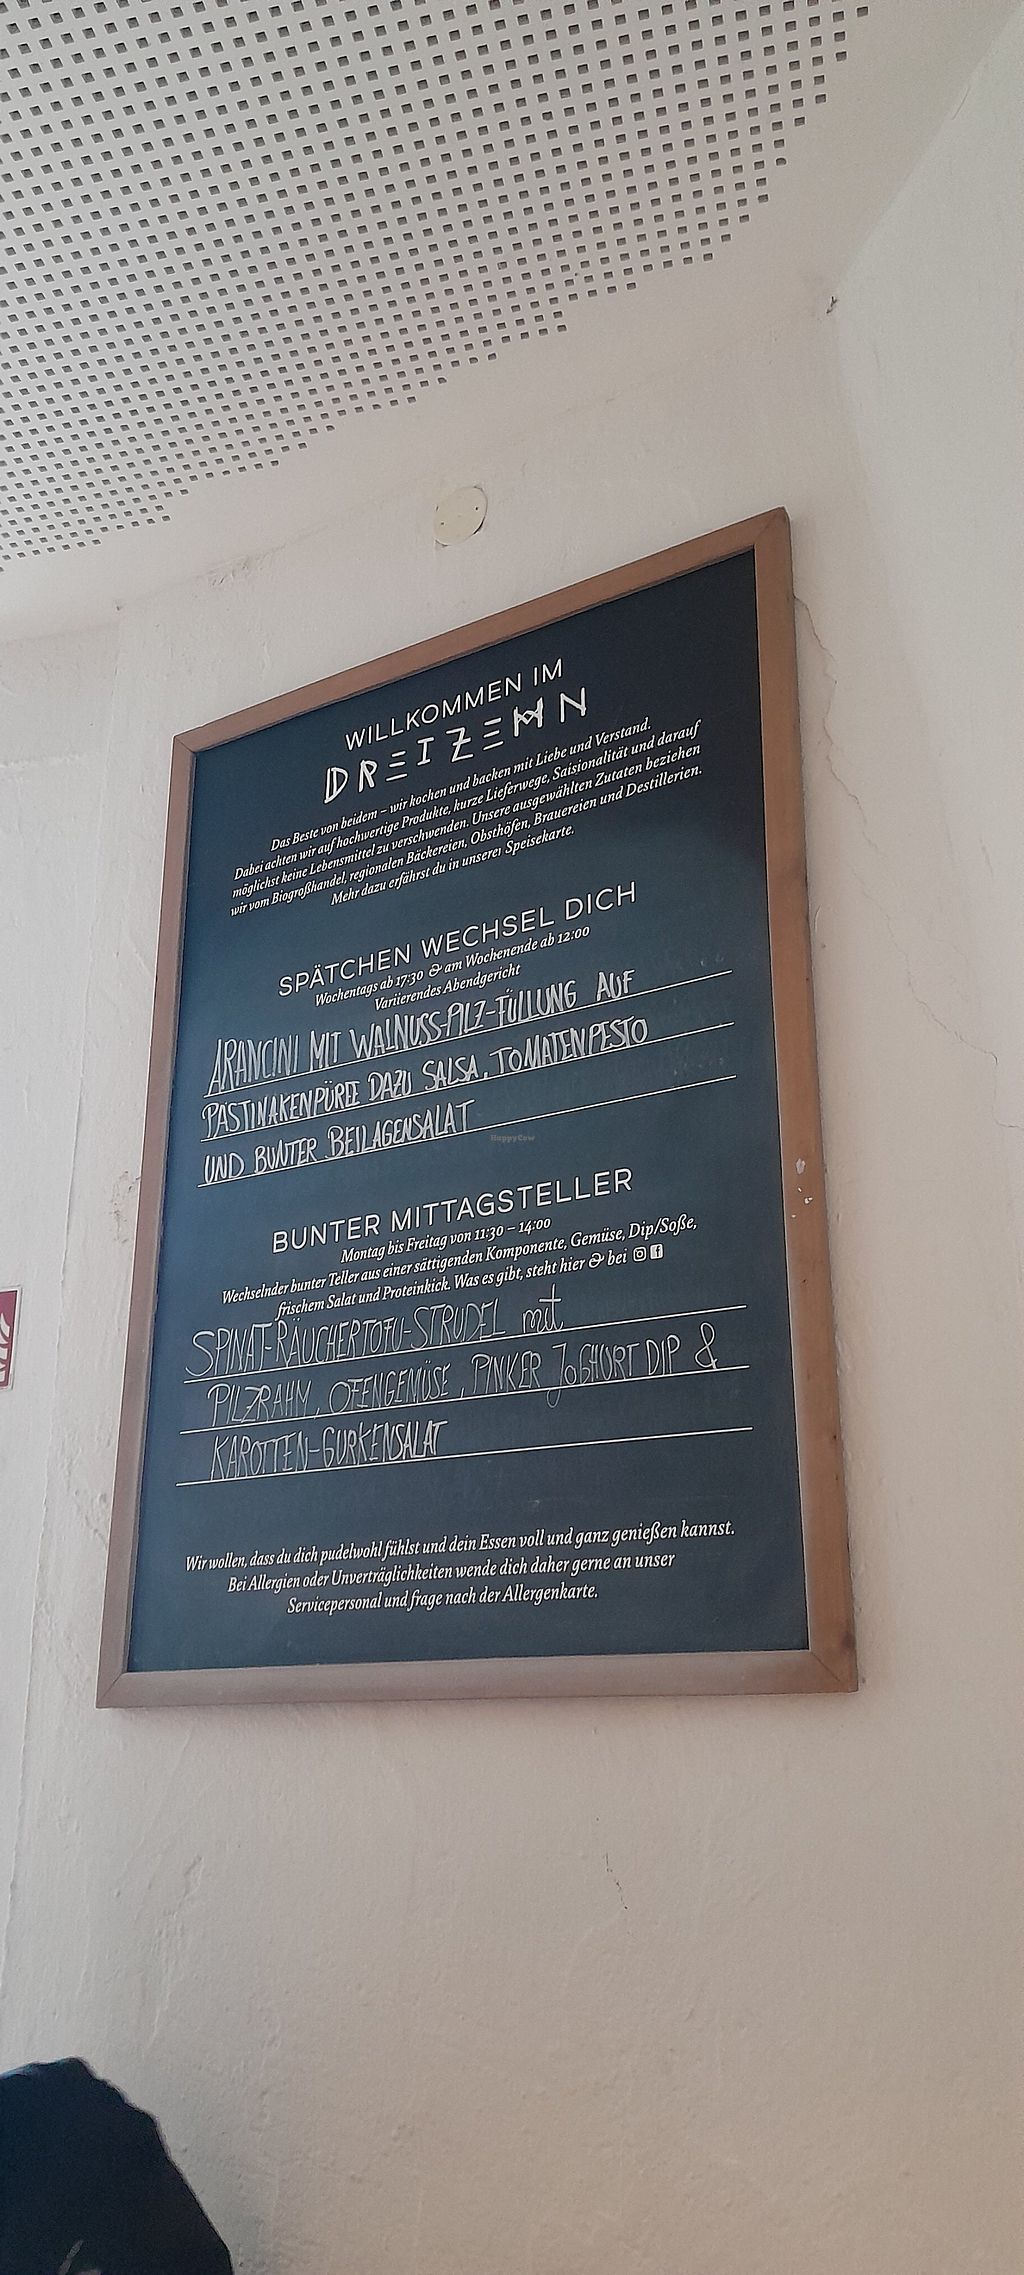 WILLKOMMEN IM
DREIZEHN
Das Beste von beidem – wir kochen und backen mit Liebe und Verstand.
Dabei achten wir auf hochwertige Produkte, kurze Lieferwege, Saisjonalität und darauf
möglichst keine Lebensmittel zu verschwenden. Unsere ausgewählten Zutaten beziehen
wir vom Biogroßhandel, regionalen Bäckereien, Obsthöfen, Brauereien und Destillerien.
Mehr dazu erfährst du in unserer Speisekarte.
SPÄTCHEN WECHSEL DICH
Wochentags ab 17:30 & am Wochenende ab 12:00
Variierendes Abendgericht
ARANCINI MIT WALNUSS-PILZ-FÜLLUNG AUF
PASTINAKENPÜREE DAZU SALSA, TOMATENPESTO
UND BUNTER BEILAGENSALAT
HappyCow
BUNTER MITTAGSTELLER
Montag bis Freitag von 11:30 – 14:00
Wechselnder bunter Teller aus einer sättigenden Komponente, Gemüse, Dip/Soße,
frischem Salat und Proteinkick. Was es gibt, steht hier & bei
SPINAT-RÄUCHERTOFU-STRUDEL mit
PILZRAHM, OFENGEMÜSE, PINKER JOGHURT DIP &
KAROTTEN-GURKENSALAT
Wir wollen, dass du dich pudelwohl fühlst und dein Essen voll und ganz genießen kannst.
Bei Allergien oder Unverträglichkeiten wende dich daher gerne an unser
Servicepersonal und frage nach der Allergenkarte.